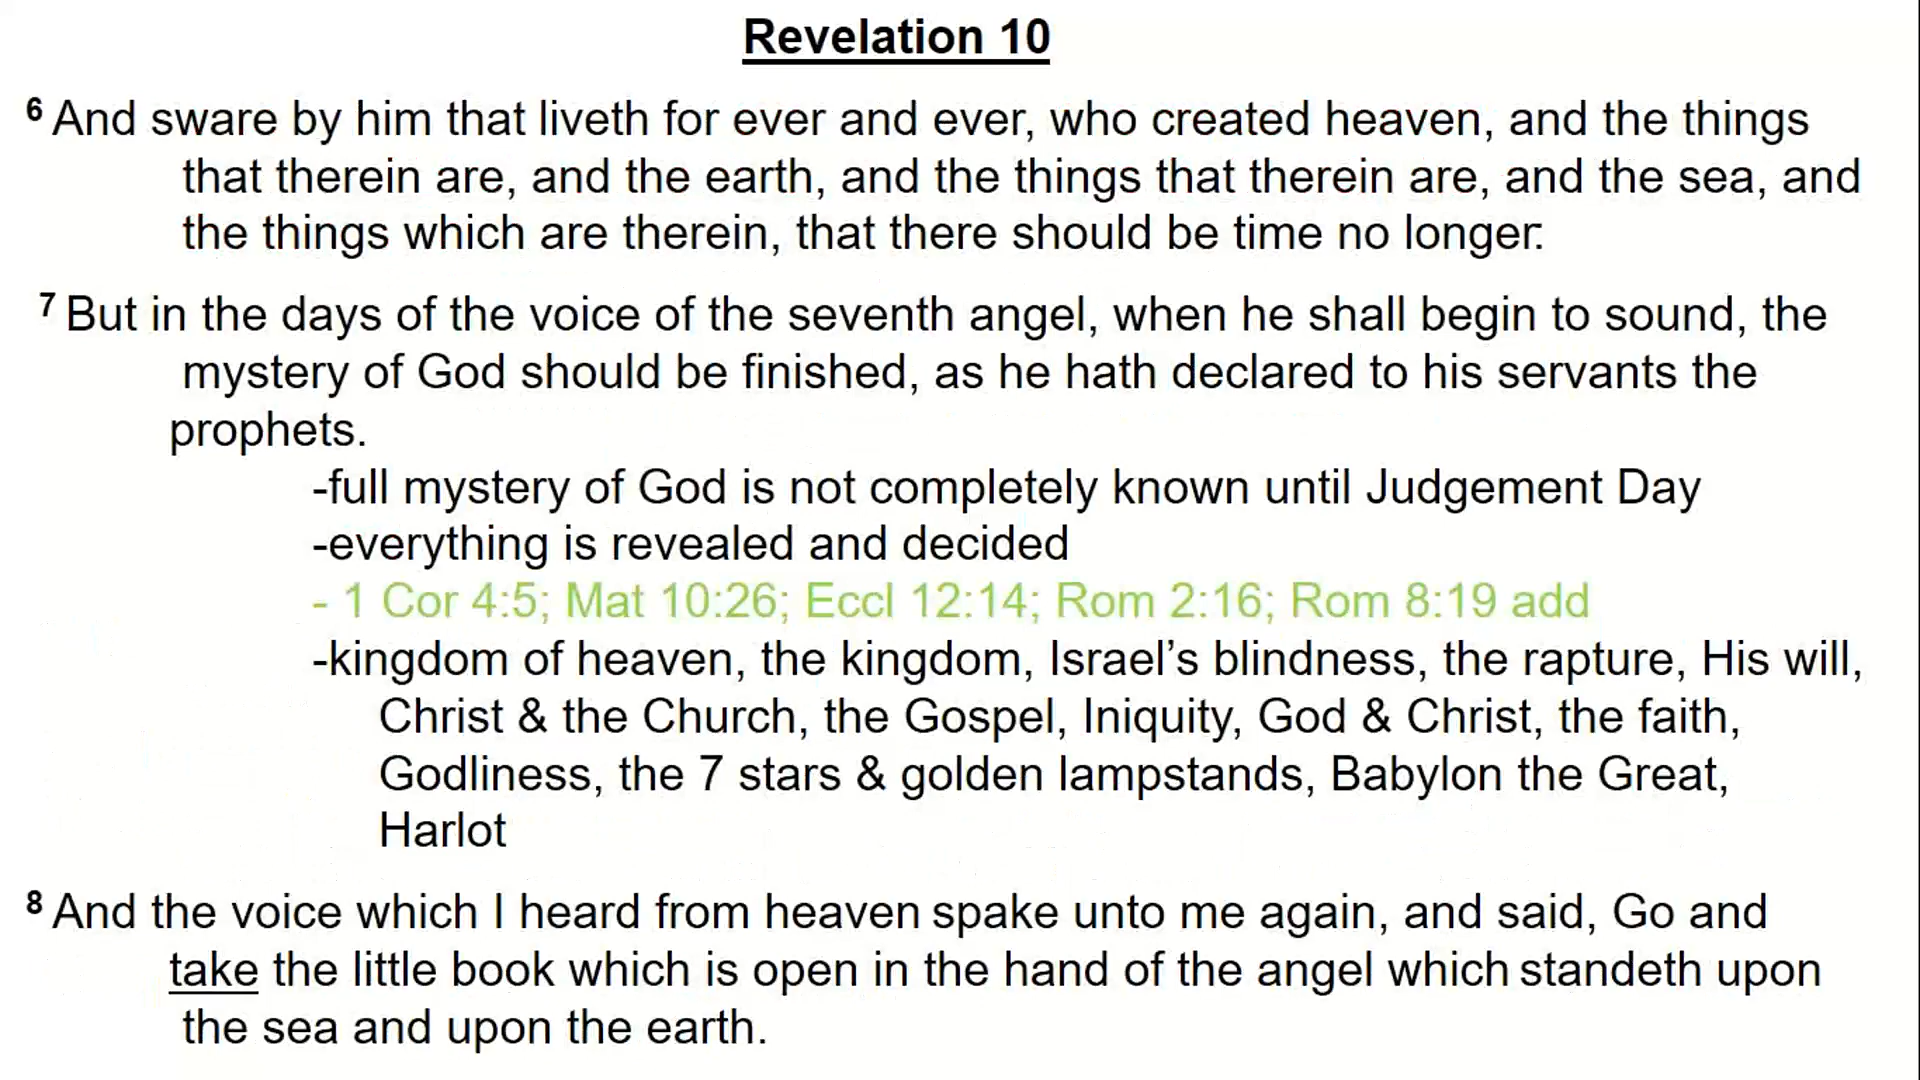 Revelation 10
6 And sware by him that liveth for ever and ever, who created heaven, and the things
that therein are, and the earth, and the things that therein are, and the sea, and
the things which are therein, that there should be time no longer:
7 But in the days of the voice of the seventh angel, when he shall begin to sound, the
mystery of God should be finished, as he hath declared to his servants the
prophets.
-full mystery of God is not completely known until Judgement Day
-everything is revealed and decided
- 1 Cor 4:5; Mat 10:26; Eccl 12:14; Rom 2:16; Rom 8:19 add
-kingdom of heaven, the kingdom, Israel’s blindness, the rapture, His will,
Christ & the Church, the Gospel, Iniquity, God & Christ, the faith,
Godliness, the 7 stars & golden lampstands, Babylon the Great,
Harlot
8 And the voice which I heard from heaven spake unto me again, and said, Go and
take the little book which is open in the hand of the angel which standeth upon
the sea and upon the earth.